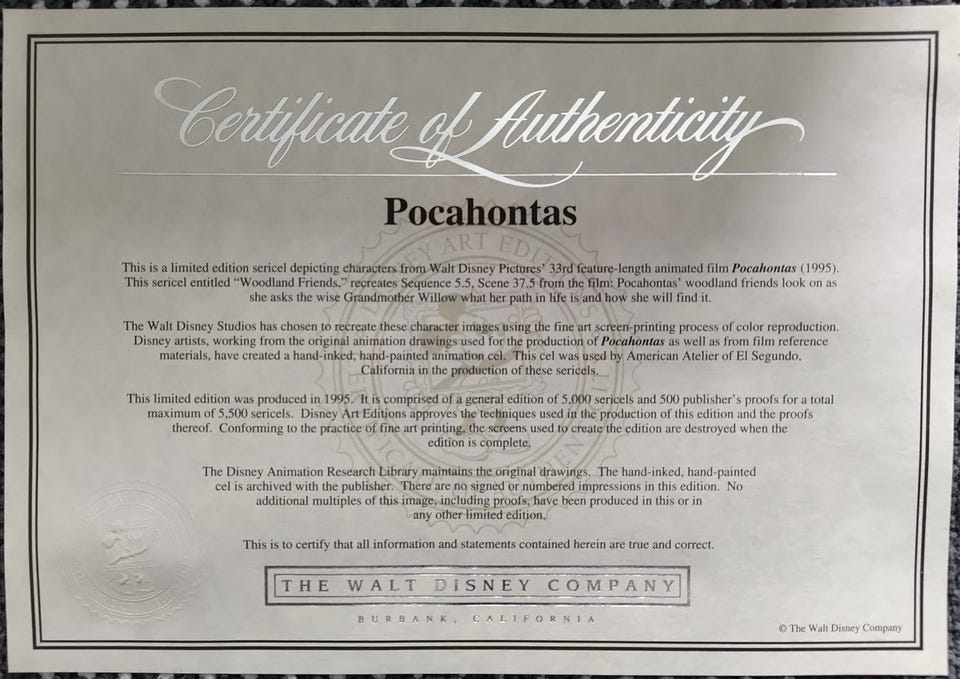 Certificate of Authenticity
Pocahontas
This is a limited edition sericel depicting characters from Walt Disney Pictures' 33rd feature-length animated film Pocahontas (1995).
This sericel entitled "Woodland Friends," recreates Sequence 5.5, Scene 37.5 from the film: Pocahontas' woodland friends look on as
she asks the wise Grandmother Willow what her path in life is and how she will find it.
The Walt Disney Studios has chosen to recreate these character images using the fine art screen-printing process of color reproduction.
Disney artists, working from the original animation drawings used for the production of Pocahontas as well as from film reference
materials, have created a hand-inked, hand-painted animation cel. This cel was used by American Atelier of El Segundo,
California in the production of these sericels.
This limited edition was produced in 1995. It is comprised of a general edition of 5,000 sericels and 500 publisher's proofs for a total
maximum of 5,500 sericels. Disney Art Editions approves the techniques used in the production of this edition and the proofs
thereof. Conforming to the practice of fine art printing, the screens used to create the edition are destroyed when the
edition is complete.
The Disney Animation Research Library maintains the original drawings. The hand-inked, hand-painted
cel is archived with the publisher. There are no signed or numbered impressions in this edition. No
additional multiples of this image, including proofs, have been produced in this or in
any other limited edition.
This is to certify that all information and statements contained herein are true and correct.
THE WALT DISNEY COMPANY
BURBANK, CALIFORNIA
© The Walt Disney Company